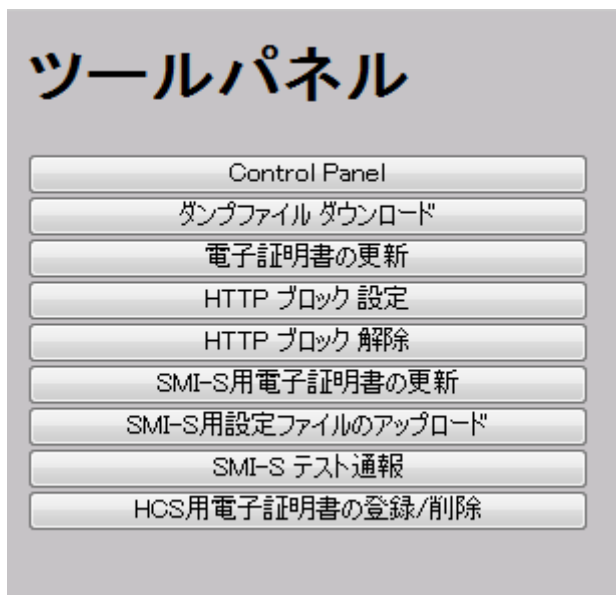 ツールパネル
Control Panel
ダンプファイル ダウンロード
電子証明書の更新
HTTP ブロック 設定
HTTP ブロック 解除
SMI-S用電子証明書の更新
SMI-S用設定ファイルのアップロード
SMI-S テスト通報
HCS用電子証明書の登録/削除